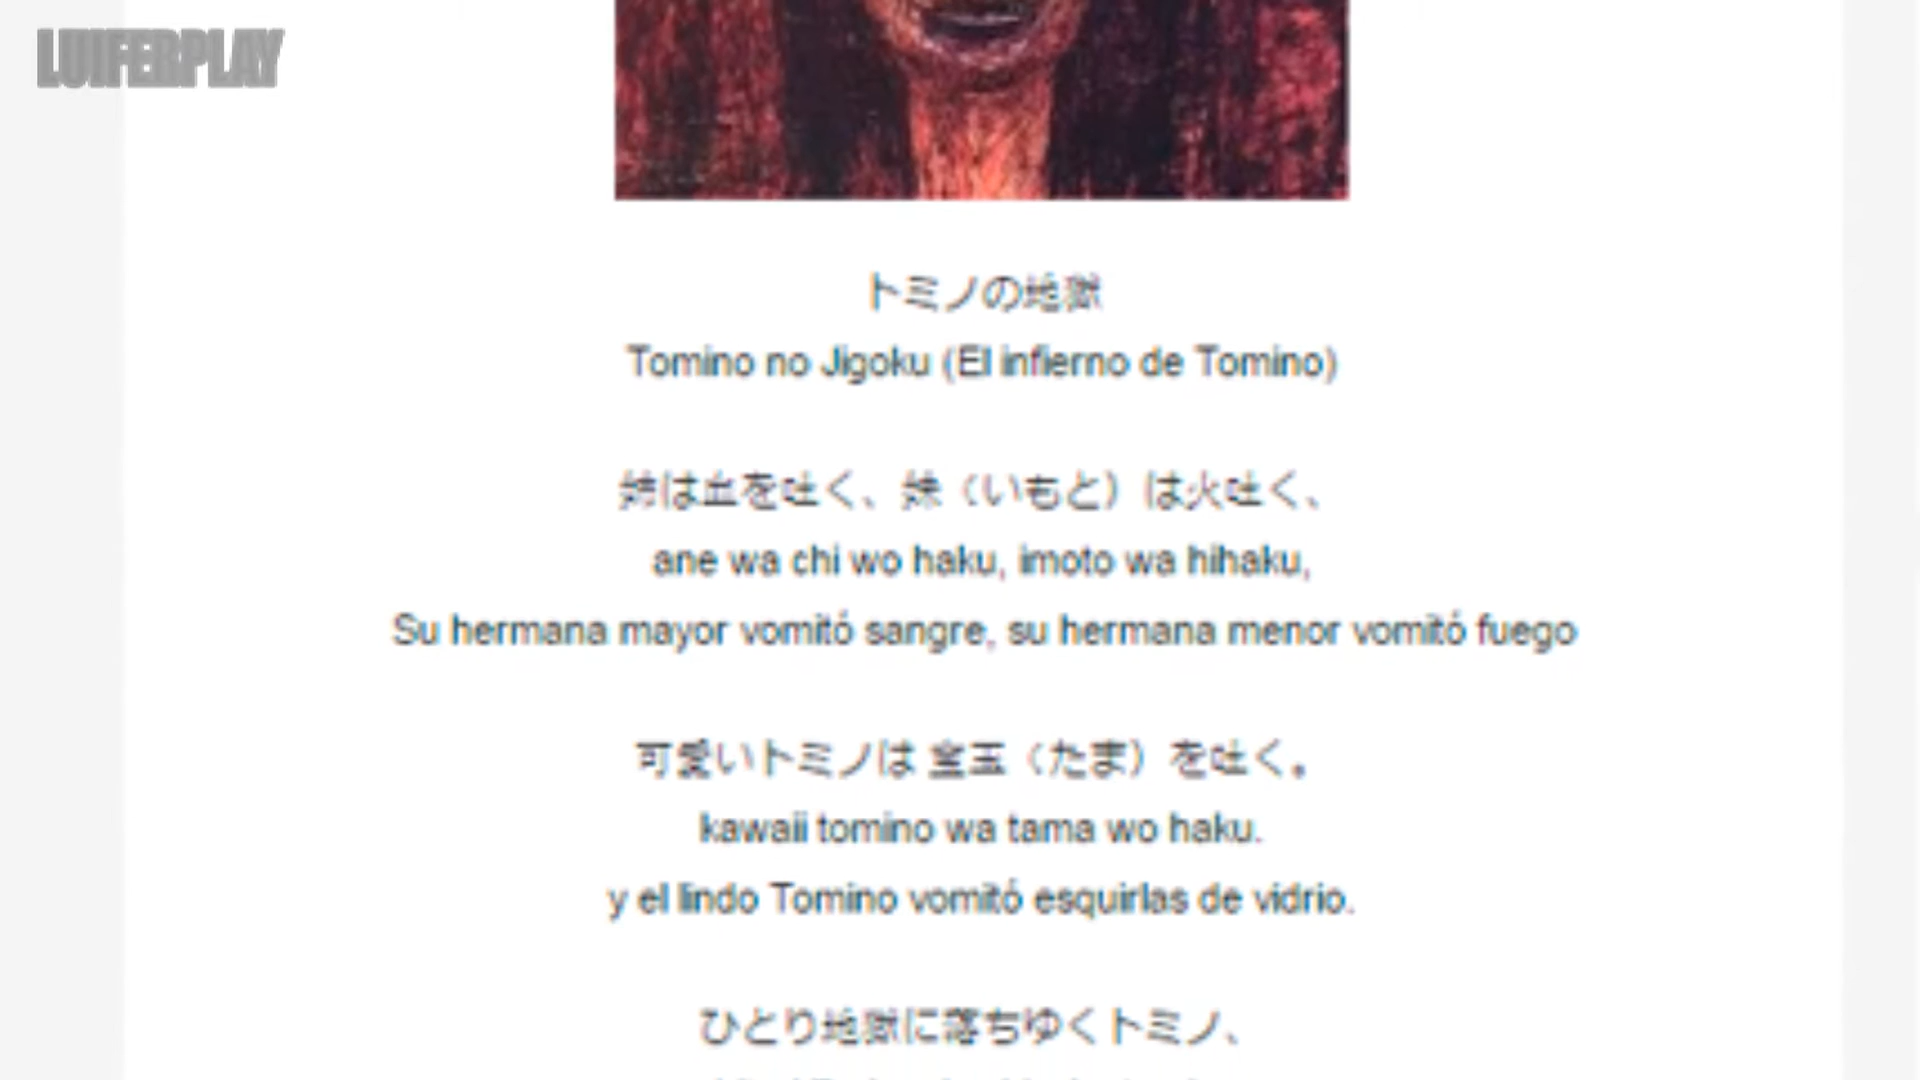 LUIFERPLAY
トミノの地獄
Tomino no Jigoku (El infierno de Tomino)
姉は血を吐く、妹（いもと）は火吐く、
ane wa chi wo haku, imoto wa hihaku,
Su hermana mayor vomitó sangre, su hermana menor vomitó fuego
可愛いトミノは 宝玉（たま）を吐く。
kawaii tomino wa tama wo haku.
y el lindo Tomino vomitó esquirlas de vidrio.
ひとり地獄に落ちゆくトミノ、